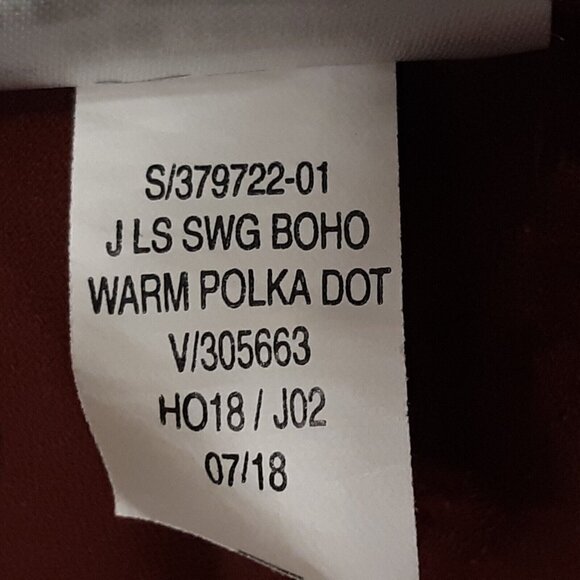 S/379722-01
J LS SWG BOHO
WARM POLKA DOT
V/305663
HO18 / J02
07/18